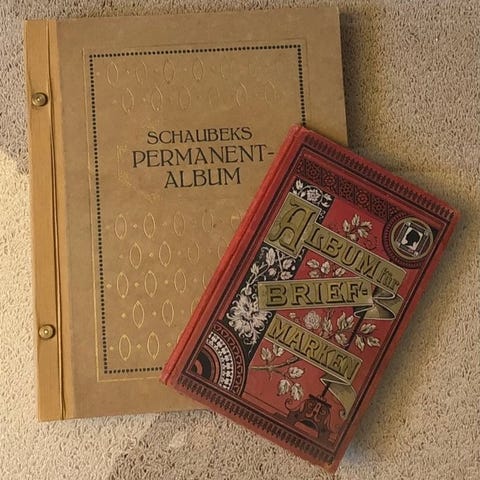 SCHAUBEKS
PERMANENT-
ALBUM
ALBUM für
BRIEF-
MARKEN